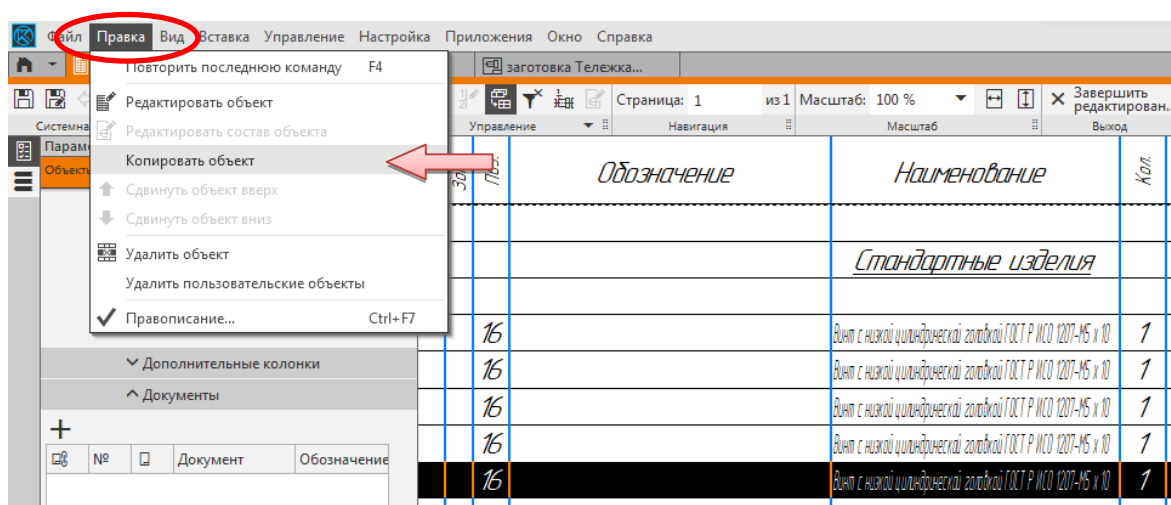 Файл Правка Вид Вставка Управление Настройка Приложения Окно Справка
заготовка Тележка...
Повторить последнюю команду F4
Редактировать объект
Редактировать состав объекта
Копировать объект
Сдвинуть объект вверх
Сдвинуть объект вниз
Удалить объект
Удалить пользовательские объекты
Правописание... Ctrl+F7
Страница: 1 из 1 Масштаб: 100 % Завершить
редактирован..
Системна Управление Навигация Масштаб Выход
Парам
Объекты
Поз. Обозначение Наименование Кол.
Стандартные изделия
16 Винт с низкой цилиндрической головкой ГОСТ Р ИСО 1207-М5 х 10 1
16 Винт с низкой цилиндрической головкой ГОСТ Р ИСО 1207-М5 х 10 1
16 Винт с низкой цилиндрической головкой ГОСТ Р ИСО 1207-М5 х 10 1
16 Винт с низкой цилиндрической головкой ГОСТ Р ИСО 1207-М5 х 10 1
16 Винт с низкой цилиндрической головкой ГОСТ Р ИСО 1207-М5 х 10 1
Дополнительные колонки
Документы
№ Документ Обозначение